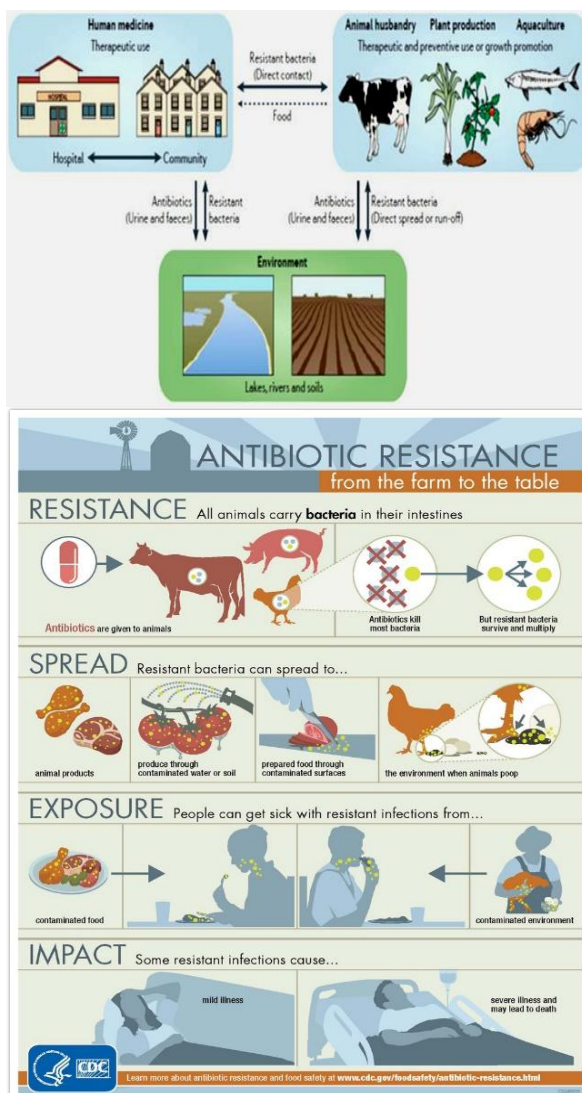 Human medicine
Therapeutic use
HOSPITAL
Hospital
Community
Resistant bacteria
(Direct contact)
Food
Animal husbandry Plant production Aquaculture
Therapeutic and preventive use or growth promotion
Antibiotics
(Urine and faeces)
Resistant
bacteria
Antibiotics
(Urine and faeces)
Resistant bacteria
(Direct spread or run-off)
Environment
Lakes, rivers and soils
ANTIBIOTIC RESISTANCE
from the farm to the table
RESISTANCE All animals carry bacteria in their intestines
Antibiotics are given to animals
Antibiotics kill
most bacteria
But resistant bacteria
survive and multiply
SPREAD Resistant bacteria can spread to...
animal products
produce through
contaminated water or soil
prepared food through
contaminated surfaces
the environment when animals poop
EXPOSURE People can get sick with resistant infections from...
contaminated food
contaminated environment
IMPACT Some resistant infections cause...
mild illness
severe illness and
may lead to death
CDC
Learn more about antibiotic resistance and food safety at www.cdc.gov/foodsafety/antibiotic-resistance.html